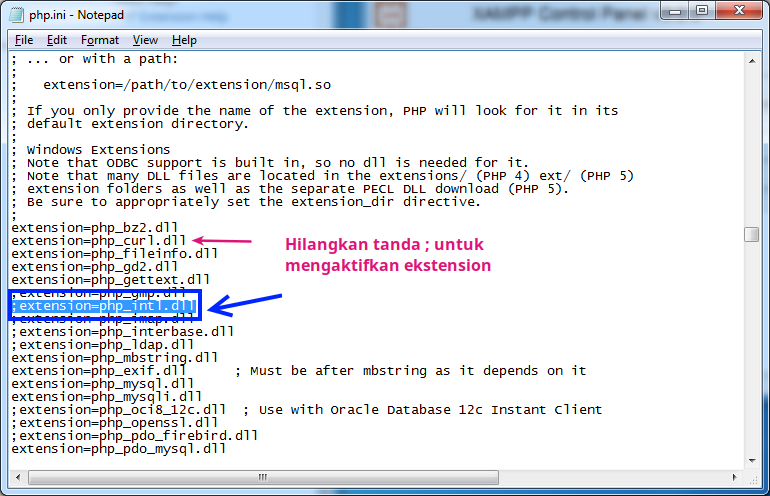 php.ini - Notepad
XAMPP Control Panel
File Edit Format View Help
; ... or with a path:
;
;   extension=/path/to/extension/msql.so
;
; If you only provide the name of the extension, PHP will look for it in its
; default extension directory.
;
; Windows Extensions
; Note that ODBC support is built in, so no dll is needed for it.
; Note that many DLL files are located in the extensions/ (PHP 4) ext/ (PHP 5)
; extension folders as well as the separate PECL DLL download (PHP 5).
; Be sure to appropriately set the extension_dir directive.
;
extension=php_bz2.dll
extension=php_curl.dll
extension=php_fileinfo.dll
extension=php_gd2.dll
extension=php_gettext.dll
;extension=php_gmp.dll
;extension=php_intl.dll
;extension=php_imap.dll
;extension=php_interbase.dll
;extension=php_ldap.dll
extension=php_mbstring.dll
extension=php_exif.dll      ; Must be after mbstring as it depends on it
extension=php_mysql.dll
extension=php_mysqli.dll
;extension=php_oci8_12c.dll  ; Use with Oracle Database 12c Instant Client
;extension=php_openssl.dll
;extension=php_pdo_firebird.dll
extension=php_pdo_mysql.dll
Hilangkan tanda ; untuk
mengaktifkan ekstension